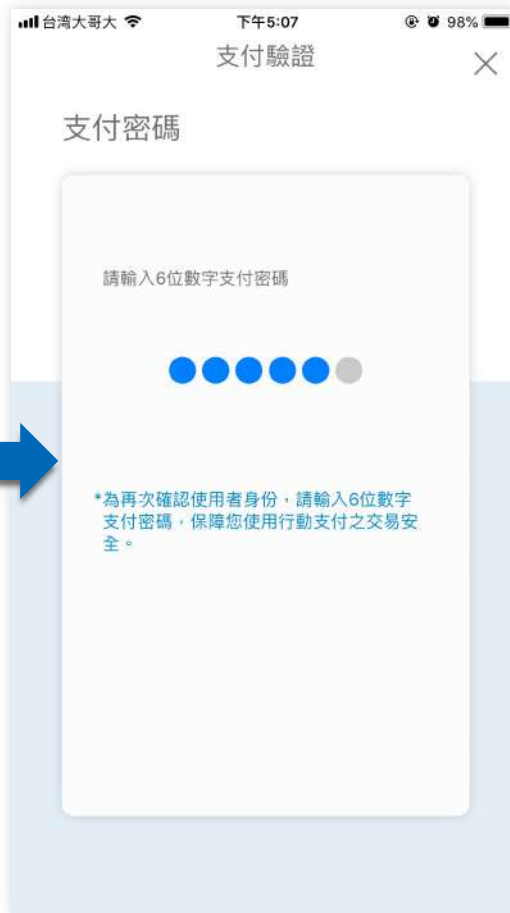 台湾大哥大 下午5:07 98%
支付驗證
支付密碼
請輸入6位數字支付密碼
*為再次確認使用者身份，請輸入6位數字
支付密碼，保障您使用行動支付之交易安
全。